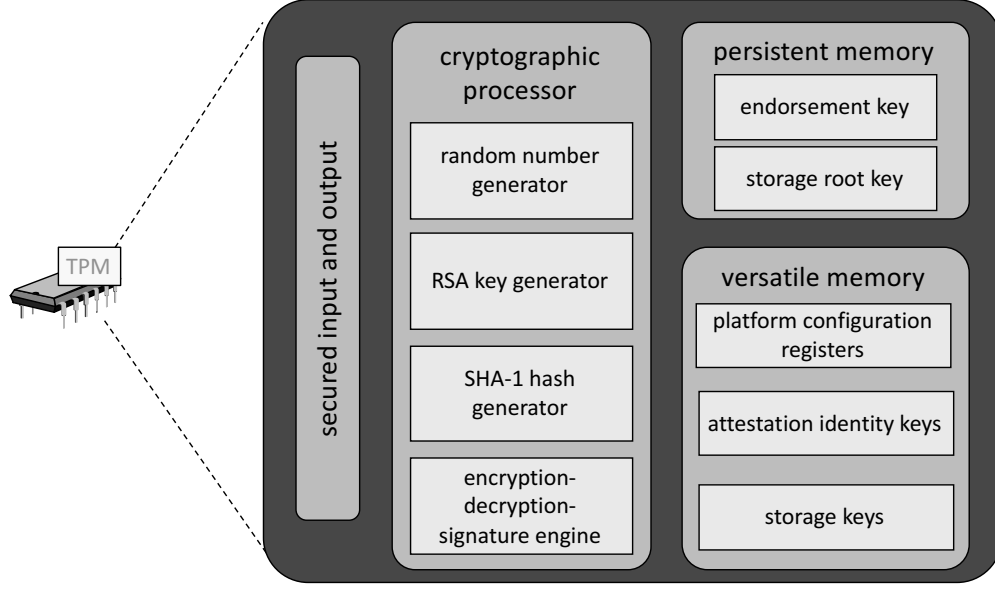 TPM
secured input and output
cryptographic
processor
random number
generator
RSA key generator
SHA-1 hash
generator
encryption-
decryption-
signature engine
persistent memory
endorsement key
storage root key
versatile memory
platform configuration
registers
attestation identity keys
storage keys